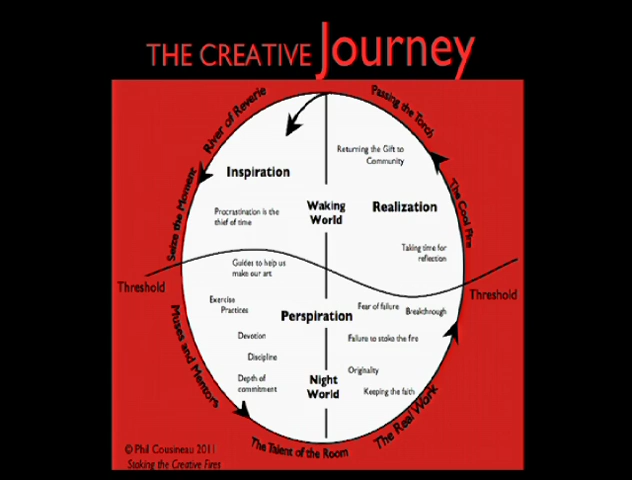 THE CREATIVE Journey
River of Reverie
Passing the Torch
Returning the Gift to
Community
Inspiration
Seize the Moment
Waking
World
Realization
The Cool Fire
Procrastination is the
thief of time
Taking time for
reflection
Guides to help us
make our art
Threshold
Threshold
Exercise
Practices
Fear of failure
Breakthrough
Perspiration
Muses and Mentors
Devotion
Failure to stoke the fire
Discipline
Originality
Depth of
commitment
Night
World
Keeping the faith
The Real Work
The Talent of the Room
© Phil Cousineau 2011
Stoking the Creative Fires